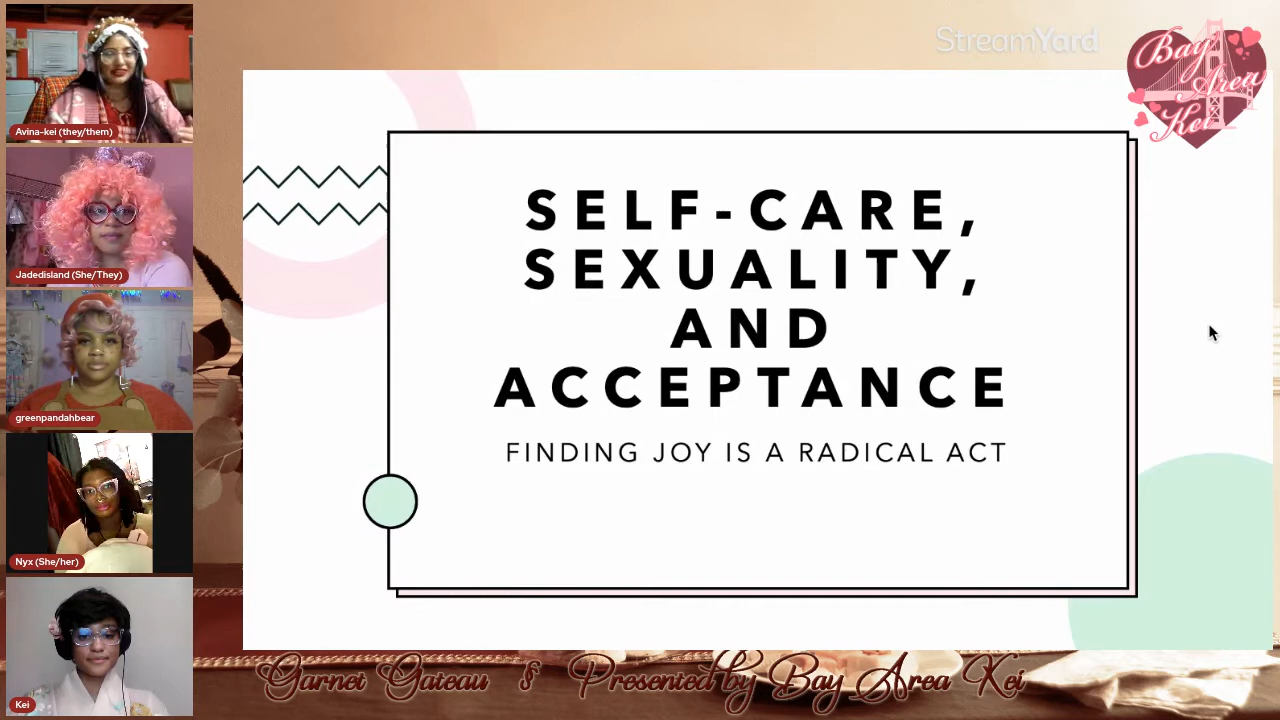 StreamYard
Bay
Area
Kei
Avina-kei (they/them)
Jadedisland (She/They)
greenpandahbear
Nyx (She/her)
Kei
SELF-CARE,
SEXUALITY,
AND
ACCEPTANCE
FINDING JOY IS A RADICAL ACT
Garnet Gateau § Presented by Bay Area Kei